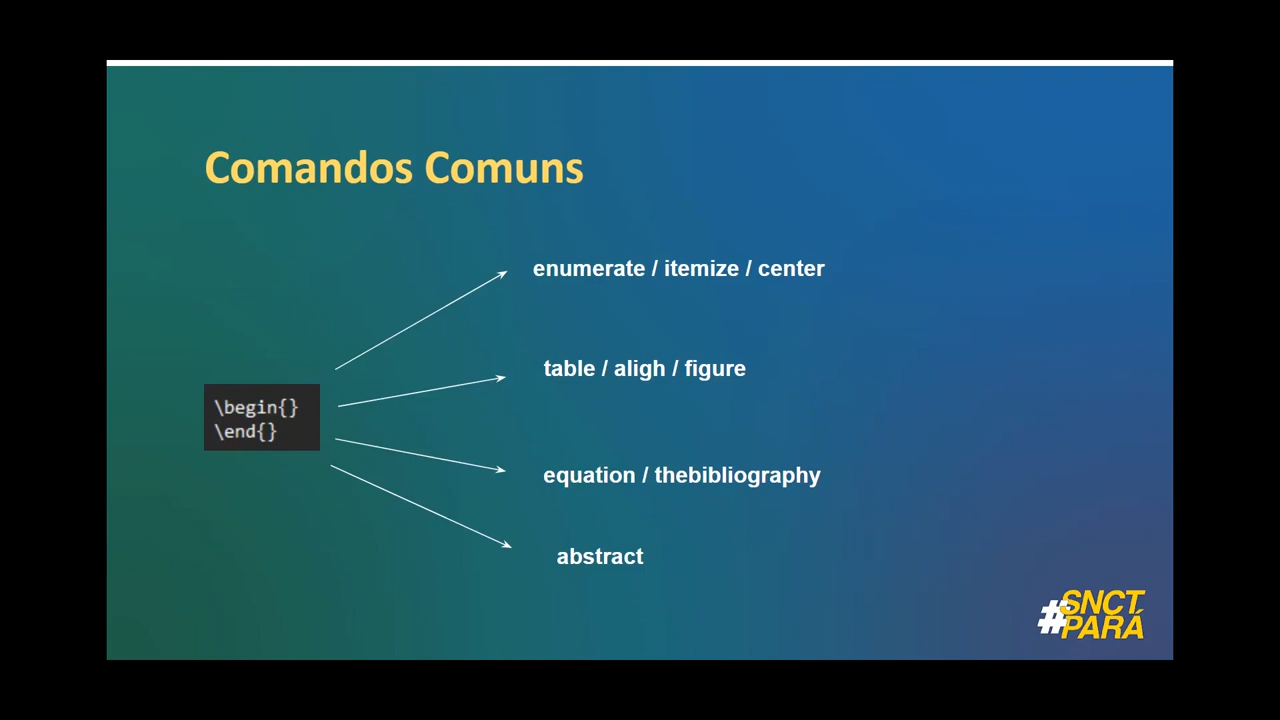 Comandos Comuns
enumerate / itemize / center
table / aligh / figure
\begin{}
\end{}
equation / thebibliography
abstract
#SNCT
PARÁ